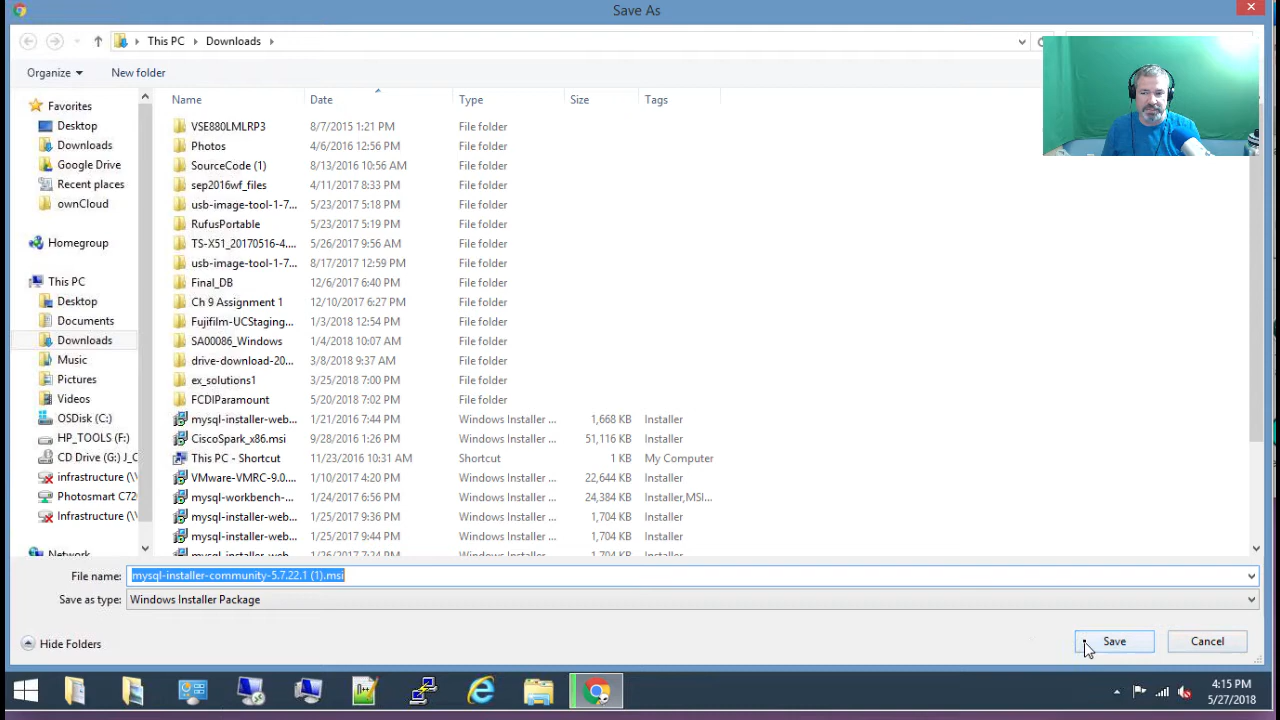 Save As
This PC
Downloads
Organize
New folder
Name Date Type Size Tags
Favorites
Desktop
Downloads
Google Drive
Recent places
ownCloud
Homegroup
This PC
Desktop
Documents
Downloads
Music
Pictures
Videos
OSDisk (C:)
HP_TOOLS (F:)
CD Drive (G:) J_C
infrastructure (\\
Photosmart C72
Infrastructure (\\
Network
VSE880LMLRP3 8/7/2015 1:21 PM File folder
Photos 4/6/2016 12:56 PM File folder
SourceCode (1) 8/13/2016 10:56 AM File folder
sep2016wf_files 4/11/2017 8:33 PM File folder
usb-image-tool-1-7... 5/23/2017 5:18 PM File folder
RufusPortable 5/23/2017 5:19 PM File folder
TS-X51_20170516-4.... 5/26/2017 9:56 AM File folder
usb-image-tool-1-7... 8/17/2017 12:59 PM File folder
Final_DB 12/6/2017 6:40 PM File folder
Ch 9 Assignment 1 12/10/2017 6:27 PM File folder
Fujifilm-UCStaging... 1/3/2018 12:54 PM File folder
SA00086_Windows 1/4/2018 10:07 AM File folder
drive-download-20... 3/8/2018 9:37 AM File folder
ex_solutions1 3/25/2018 7:00 PM File folder
FCDIParamount 5/20/2018 7:02 PM File folder
mysql-installer-web... 1/21/2016 7:44 PM Windows Installer ... 1,668 KB Installer
CiscoSpark_x86.msi 9/28/2016 1:26 PM Windows Installer ... 51,116 KB Installer
This PC - Shortcut 11/23/2016 10:31 AM Shortcut 1 KB My Computer
VMware-VMRC-9.0.... 1/10/2017 4:20 PM Windows Installer ... 22,644 KB Installer
mysql-workbench-... 1/24/2017 6:56 PM Windows Installer ... 24,384 KB Installer,MSI...
mysql-installer-web... 1/25/2017 9:36 PM Windows Installer ... 1,704 KB Installer
mysql-installer-web... 1/25/2017 9:44 PM Windows Installer ... 1,704 KB Installer
mysql-installer-web... 1/26/2017 7:24 PM Windows Installer ... 1,704 KB Installer
File name: mysql-installer-community-5.7.22.1 (1).msi
Save as type: Windows Installer Package
Hide Folders
Save
Cancel
4:15 PM
5/27/2018